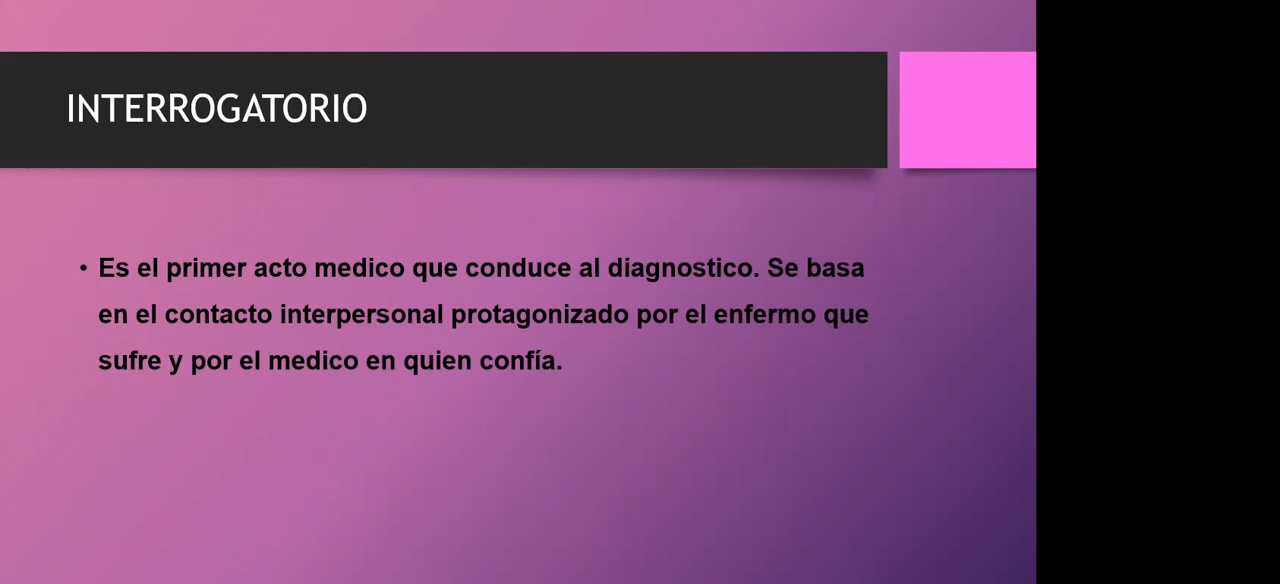 INTERROGATORIO
• Es el primer acto medico que conduce al diagnostico. Se basa
en el contacto interpersonal protagonizado por el enfermo que
sufre y por el medico en quien confía.